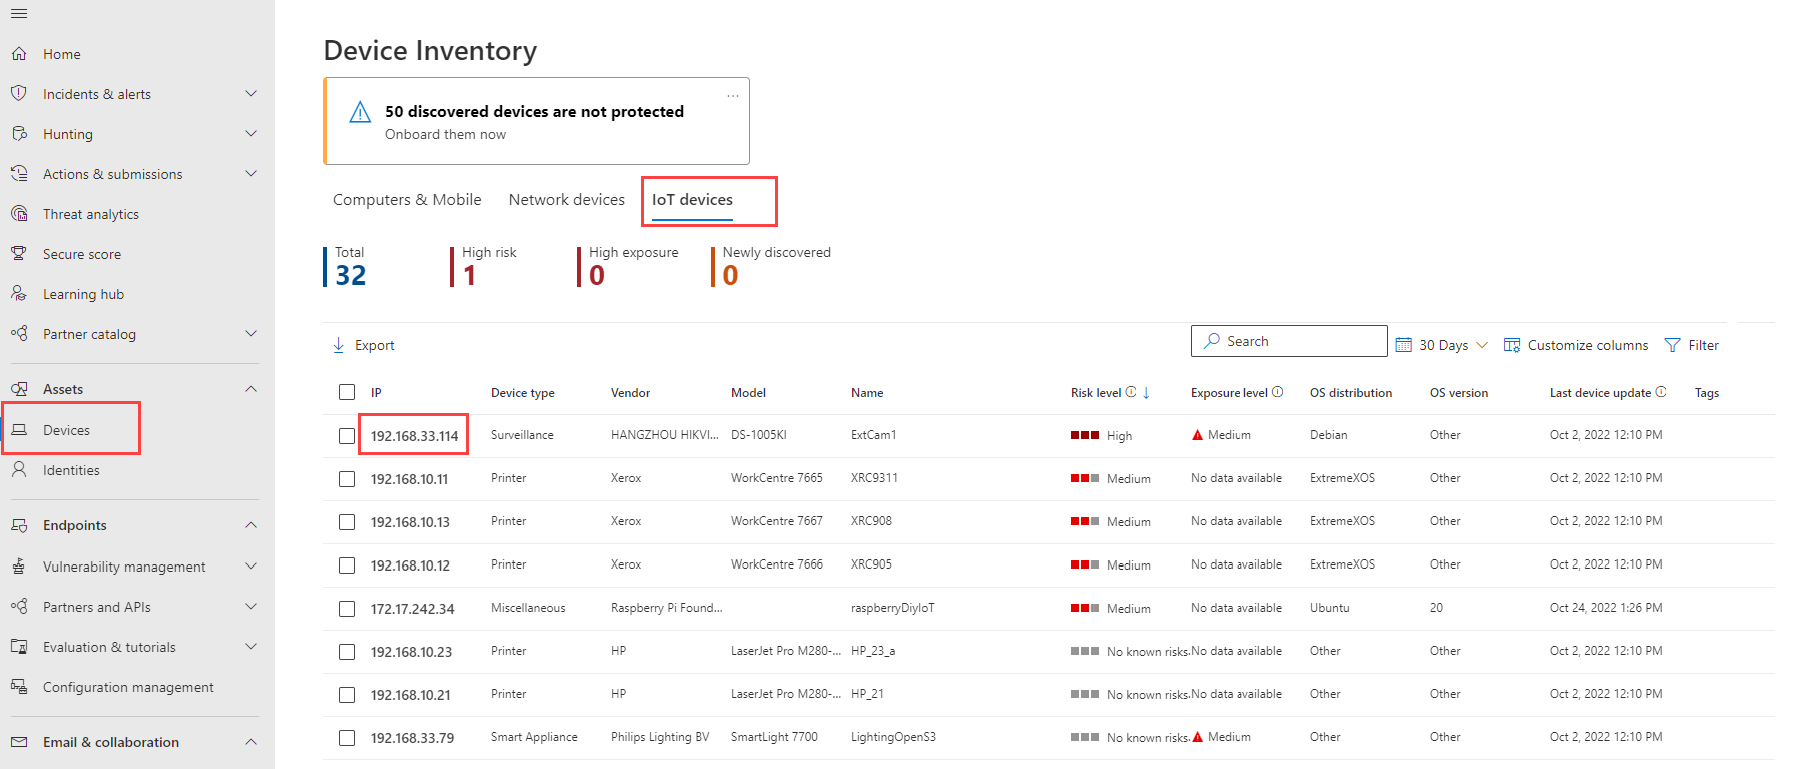 Home
Incidents & alerts
Hunting
Actions & submissions
Threat analytics
Secure score
Learning hub
Partner catalog
Assets
Devices
Identities
Endpoints
Vulnerability management
Partners and APIs
Evaluation & tutorials
Configuration management
Email & collaboration
Device Inventory
...
50 discovered devices are not protected
Onboard them now
Computers & Mobile Network devices IoT devices
Total High risk High exposure Newly discovered
32 1 0 0
Export Search 30 Days Customize columns Filter
IP Device type Vendor Model Name Risk level Exposure level OS distribution OS version Last device update Tags
192.168.33.114 Surveillance HANGZHOU HIKVI... DS-1005KI ExtCam1 High Medium Debian Other Oct 2, 2022 12:10 PM
192.168.10.11 Printer Xerox WorkCentre 7665 XRC9311 Medium No data available ExtremeXOS Other Oct 2, 2022 12:10 PM
192.168.10.13 Printer Xerox WorkCentre 7667 XRC908 Medium No data available ExtremeXOS Other Oct 2, 2022 12:10 PM
192.168.10.12 Printer Xerox WorkCentre 7666 XRC905 Medium No data available ExtremeXOS Other Oct 2, 2022 12:10 PM
172.17.242.34 Miscellaneous Raspberry Pi Found... raspberryDiyIoT Medium No data available Ubuntu 20 Oct 24, 2022 1:26 PM
192.168.10.23 Printer HP LaserJet Pro M280-... HP_23_a No known risks. No data available Other Other Oct 2, 2022 12:10 PM
192.168.10.21 Printer HP LaserJet Pro M280-... HP_21 No known risks. No data available Other Other Oct 2, 2022 12:10 PM
192.168.33.79 Smart Appliance Philips Lighting BV SmartLight 7700 LightingOpenS3 No known risks. Medium Other Other Oct 2, 2022 12:10 PM